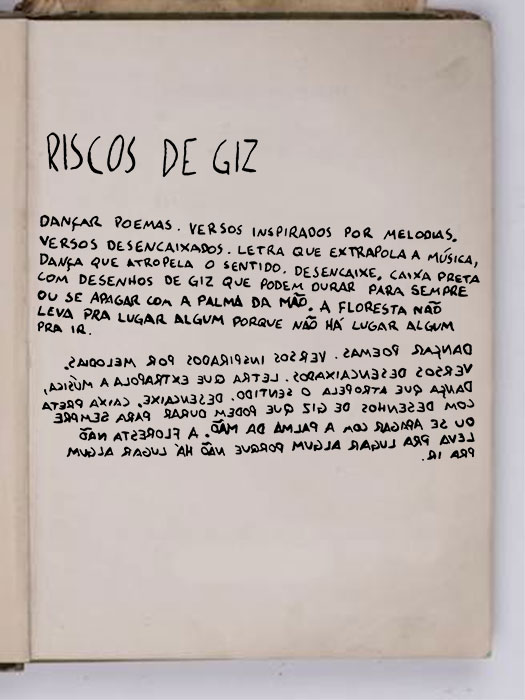 RISCOS DE GIZ
DANÇAR POEMAS. VERSOS INSPIRADOS POR MELODIAS.
VERSOS DESENCAIXADOS. LETRA QUE EXTRAPOLA A MÚSICA,
DANÇA QUE ATROPELA O SENTIDO. DESENCAIXE. CAIXA PRETA
COM DESENHOS DE GIZ QUE PODEM DURAR PARA SEMPRE
OU SE APAGAR COM A PALMA DA MÃO. A FLORESTA NÃO
LEVA PRA LUGAR ALGUM PORQUE NÃO HÁ LUGAR ALGUM
PRA IR.
DANÇAR POEMAS. VERSOS INSPIRADOS POR MELODIAS.
VERSOS DESENCAIXADOS. LETRA QUE EXTRAPOLA A MÚSICA,
DANÇA QUE ATROPELA O SENTIDO. DESENCAIXE. CAIXA PRETA
COM DESENHOS DE GIZ QUE PODEM DURAR PARA SEMPRE
OU SE APAGAR COM A PALMA DA MÃO. A FLORESTA NÃO
LEVA PRA LUGAR ALGUM PORQUE NÃO HÁ LUGAR ALGUM
PRA IR.